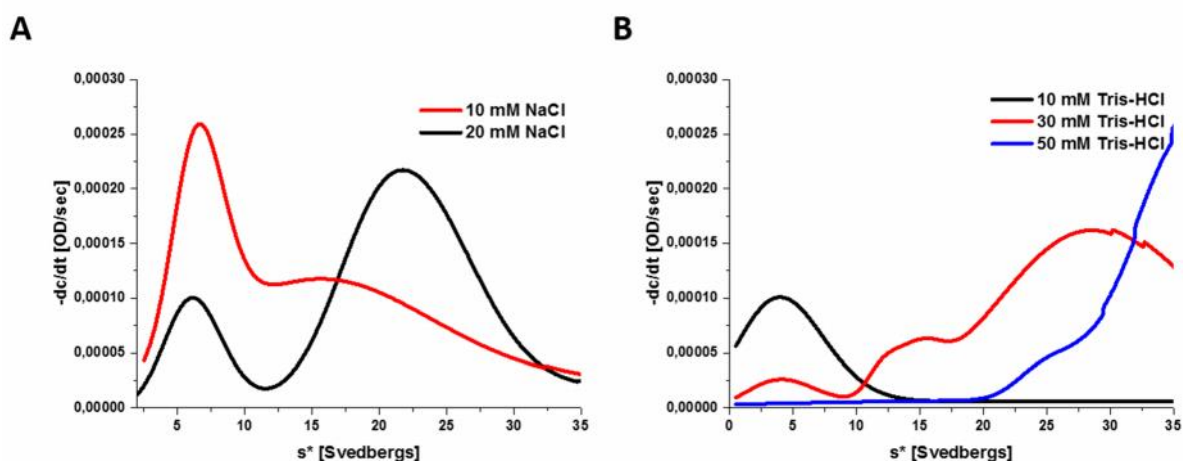 A
0,00030
0,00025
0,00020
0,00015
0,00010
0,00005
0,00000
-dc/dt [OD/sec]
10 mM NaCl
20 mM NaCl
5 10 15 20 25 30 35
s* [Svedbergs]
B
0,00030
0,00025
0,00020
0,00015
0,00010
0,00005
0,00000
-dc/dt [OD/sec]
10 mM Tris-HCl
30 mM Tris-HCl
50 mM Tris-HCl
0 5 10 15 20 25 30 35
s* [Svedbergs]